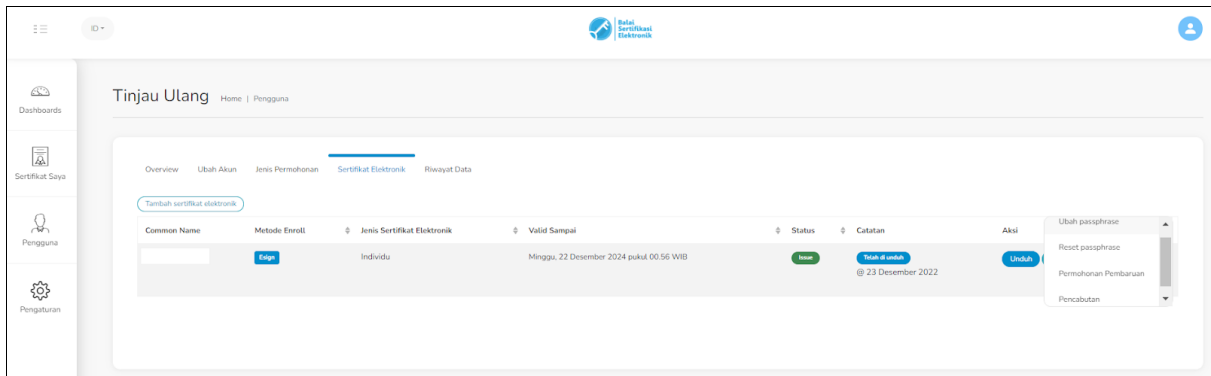 ID
Balai
Sertifikasi
Elektronik
Dashboards
Sertifikat Saya
Pengguna
Pengaturan
Tinjau Ulang Home | Pengguna
Overview Ubah Akun Jenis Permohonan Sertifikat Elektronik Riwayat Data
Tambah sertifikat elektronik
Common Name Metode Enroll Jenis Sertifikat Elektronik Valid Sampai Status Catatan Aksi
Esign Individu Minggu, 22 Desember 2024 pukul 00.56 WIB Issue Telah di unduh Unduh
@ 23 Desember 2022
Ubah passphrase
Reset passphrase
Permohonan Pembaruan
Pencabutan